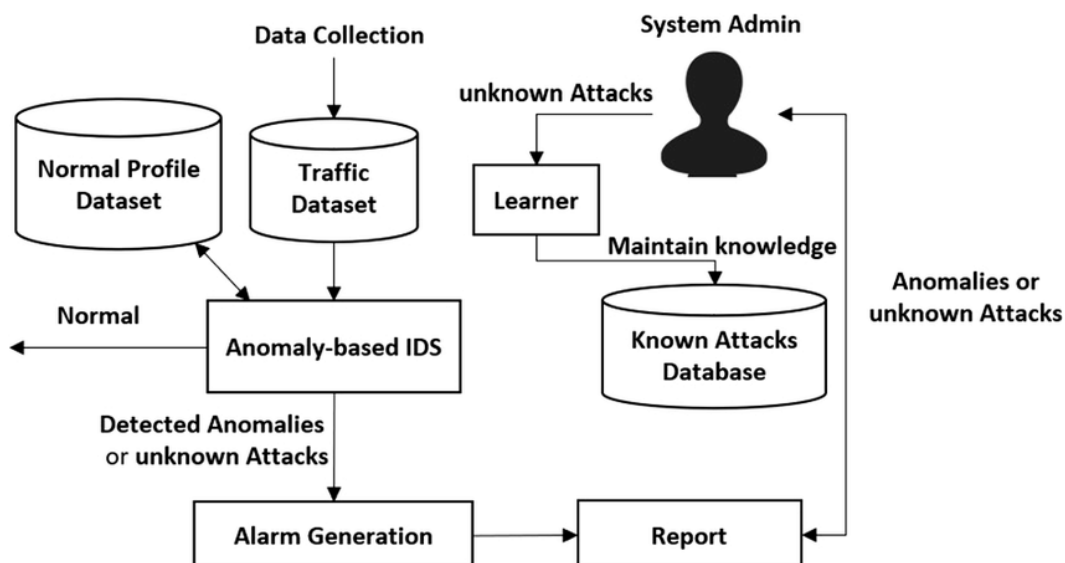 Data Collection
System Admin
unknown Attacks
Normal Profile
Dataset
Traffic
Dataset
Learner
Maintain knowledge
Normal
Anomaly-based IDS
Known Attacks
Database
Anomalies or
unknown Attacks
Detected Anomalies
or unknown Attacks
Alarm Generation
Report